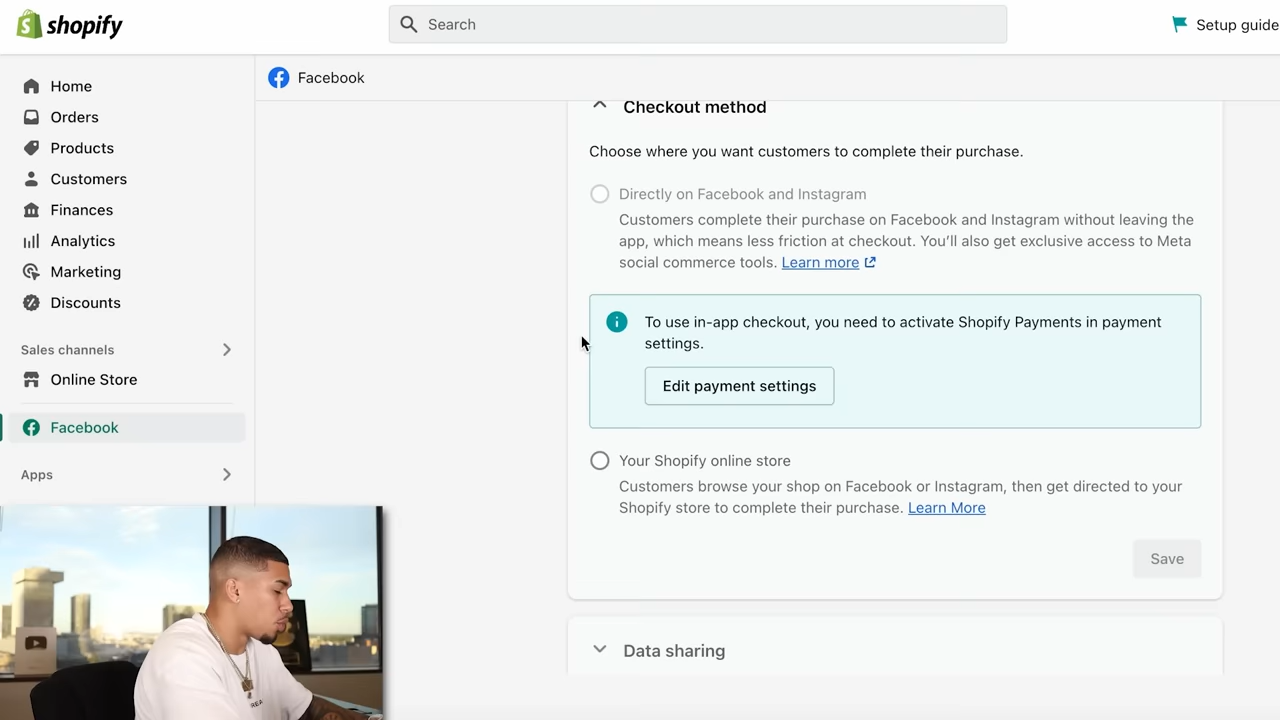 shopify
Search
Setup guide
Home
Orders
Products
Customers
Finances
Analytics
Marketing
Discounts
Sales channels
Online Store
Facebook
Apps
Facebook
Checkout method
Choose where you want customers to complete their purchase.
Directly on Facebook and Instagram
Customers complete their purchase on Facebook and Instagram without leaving the
app, which means less friction at checkout. You'll also get exclusive access to Meta
social commerce tools. Learn more
To use in-app checkout, you need to activate Shopify Payments in payment
settings.
Edit payment settings
Your Shopify online store
Customers browse your shop on Facebook or Instagram, then get directed to your
Shopify store to complete their purchase. Learn More
Save
Data sharing